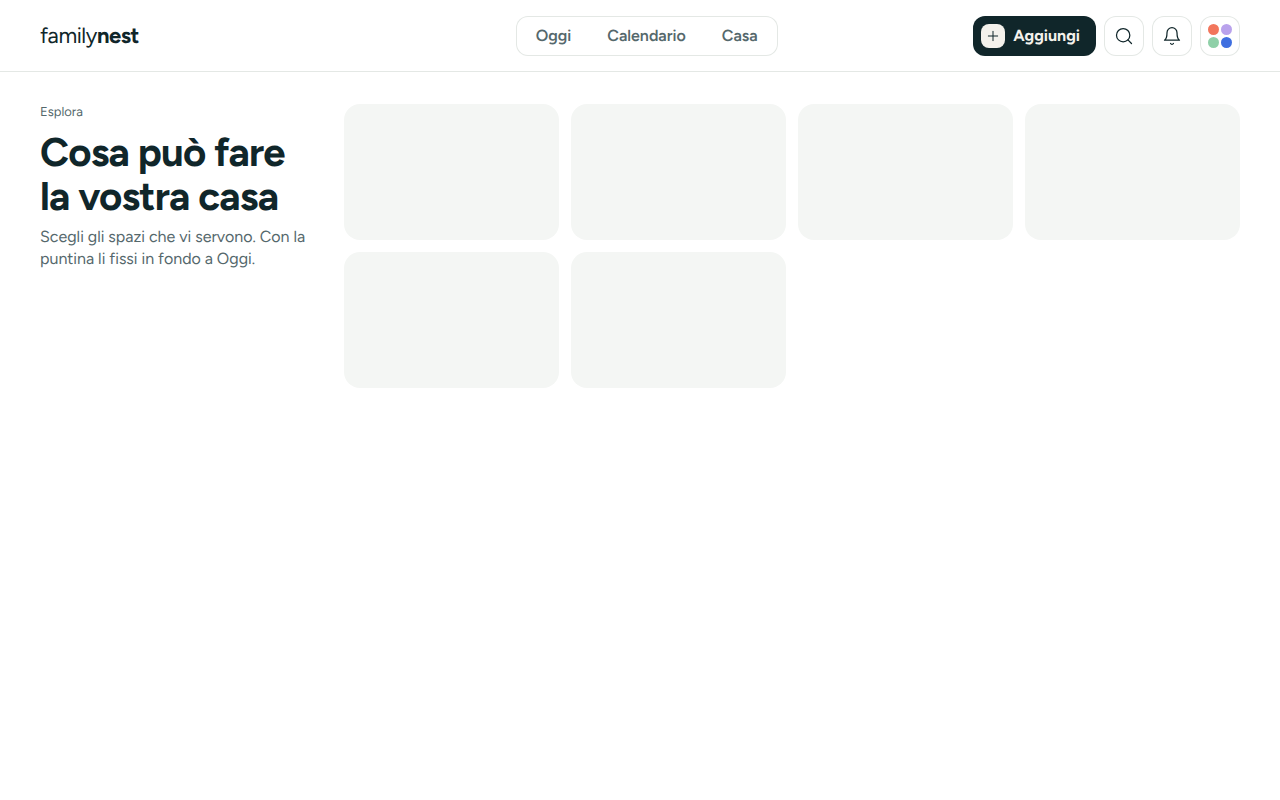 familynest
Oggi
Calendario
Casa
Aggiungi
Esplora
Cosa può fare
la vostra casa
Scegli gli spazi che vi servono. Con la
puntina li fissi in fondo a Oggi.